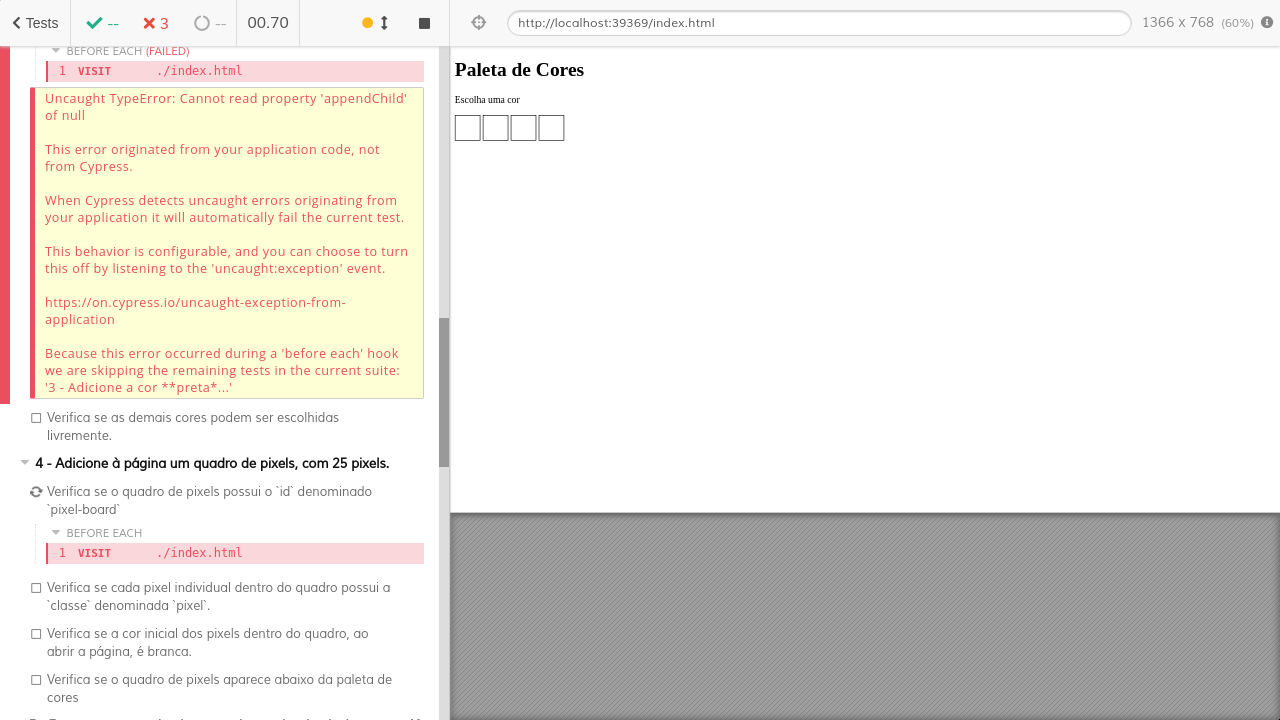 Tests
--
3
--
00.70
http://localhost:39369/index.html
1366 x 768 (60%)
BEFORE EACH (FAILED)
1 VISIT ./index.html
Uncaught TypeError: Cannot read property 'appendChild'
of null
This error originated from your application code, not
from Cypress.
When Cypress detects uncaught errors originating from
your application it will automatically fail the current test.
This behavior is configurable, and you can choose to turn
this off by listening to the 'uncaught:exception' event.
https://on.cypress.io/uncaught-exception-from-
application
Because this error occurred during a 'before each' hook
we are skipping the remaining tests in the current suite:
'3 - Adicione a cor **preta*...'
Verifica se as demais cores podem ser escolhidas
livremente.
4 - Adicione à página um quadro de pixels, com 25 pixels.
Verifica se o quadro de pixels possui o `id` denominado
`pixel-board`
BEFORE EACH
1 VISIT ./index.html
Verifica se cada pixel individual dentro do quadro possui a
`classe` denominada `pixel`.
Verifica se a cor inicial dos pixels dentro do quadro, ao
abrir a página, é branca.
Verifica se o quadro de pixels aparece abaixo da paleta de
cores
Paleta de Cores
Escolha uma cor